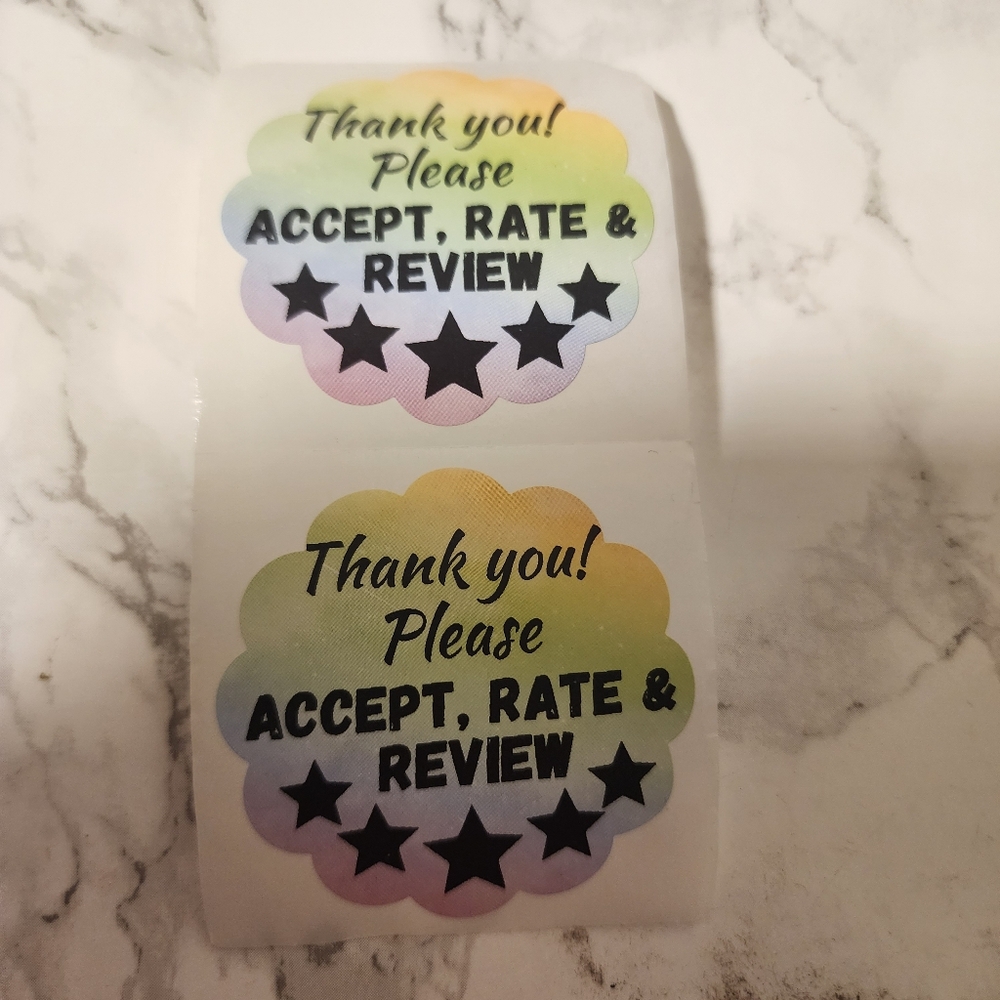 Thank you!
Please
ACCEPT, RATE &
REVIEW
Thank you!
Please
ACCEPT, RATE &
REVIEW